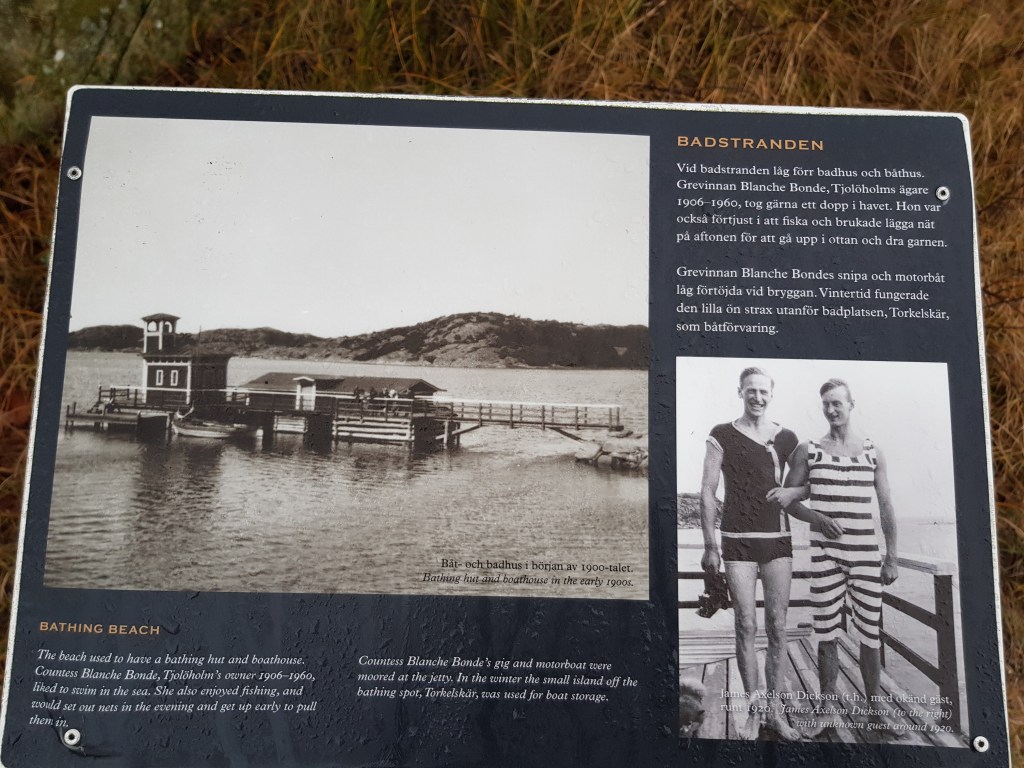 BADSTRANDEN
Vid badstranden låg förr badhus och båthus.
Grevinnan Blanche Bonde, Tjolöholms ägare
1906–1960, tog gärna ett dopp i havet. Hon var
också förtjust i att fiska och brukade lägga nät
på aftonen för att gå upp i ottan och dra garnen.
Grevinnan Blanche Bondes snipa och motorbåt
låg förtöjda vid bryggan. Vintertid fungerade
den lilla ön strax utanför badplatsen, Torkelskär,
som båtförvaring.
Båt- och badhus i början av 1900-talet.
Bathing hut and boathouse in the early 1900s.
BATHING BEACH
The beach used to have a bathing hut and boathouse.
Countess Blanche Bonde, Tjolöholm's owner 1906–1960,
liked to swim in the sea. She also enjoyed fishing, and
would set out nets in the evening and get up early to pull
them in.
Countess Blanche Bonde's gig and motorboat were
moored at the jetty. In the winter the small island off the
bathing spot, Torkelskär, was used for boat storage.
James Axelson Dickson (t.h.) med okänd gäst,
runt 1920. James Axelson Dickson (to the right)
with unknown guest around 1920.